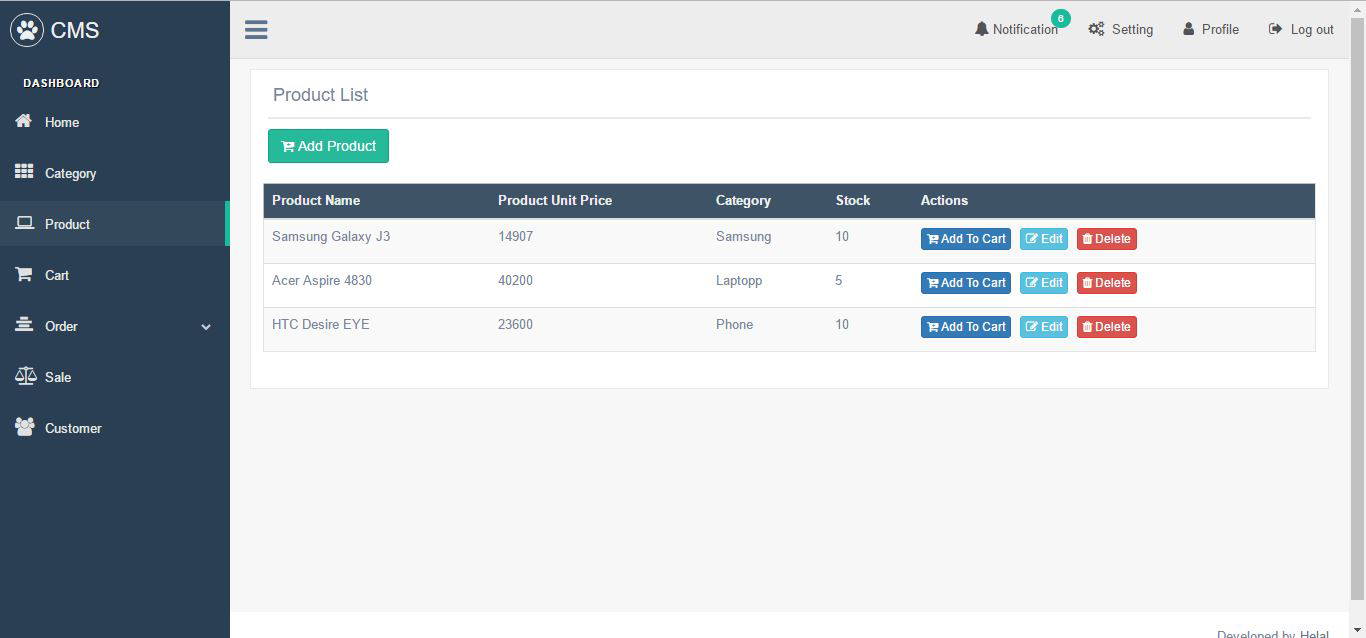 CMS
6
Notification Setting Profile Log out
DASHBOARD
Home
Category
Product
Cart
Order
Sale
Customer
Product List
Add Product
Product Name Product Unit Price Category Stock Actions
Samsung Galaxy J3 14907 Samsung 10 Add To Cart Edit Delete
Acer Aspire 4830 40200 Laptopp 5 Add To Cart Edit Delete
HTC Desire EYE 23600 Phone 10 Add To Cart Edit Delete
Developed by Helal